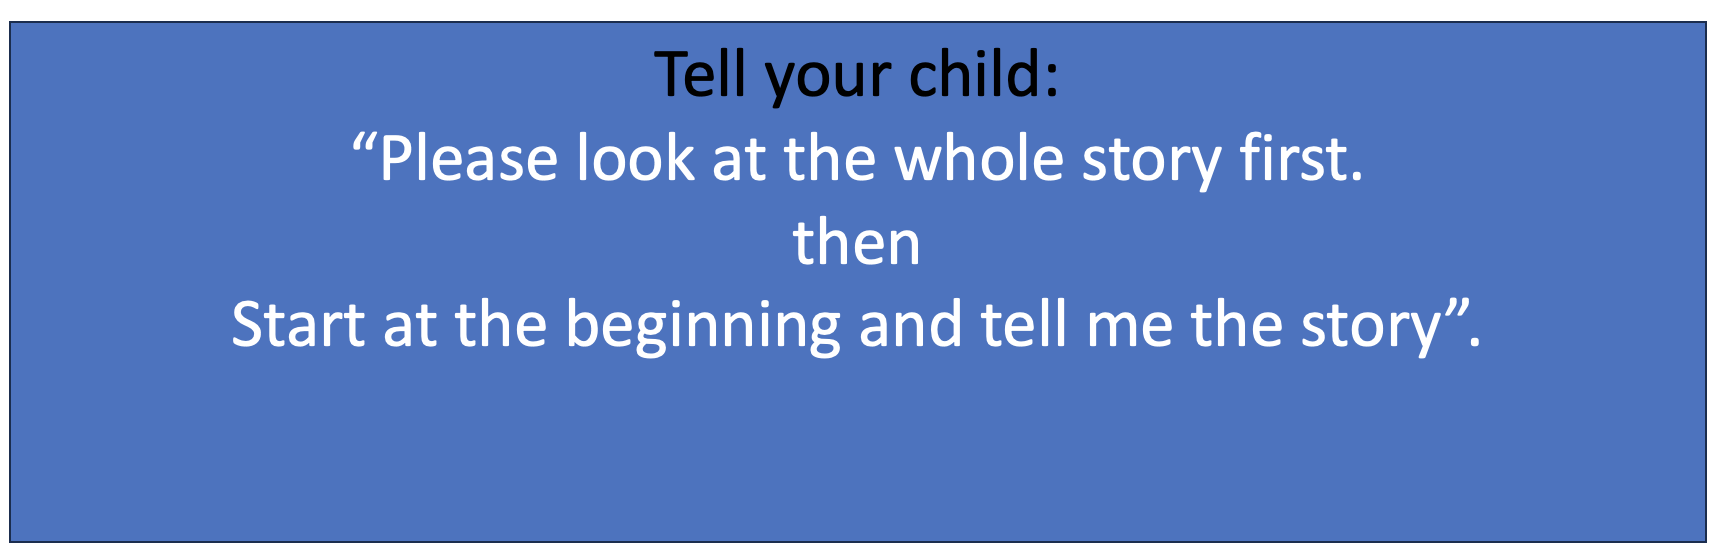 Tell your child:
“Please look at the whole story first.
then
Start at the beginning and tell me the story”.